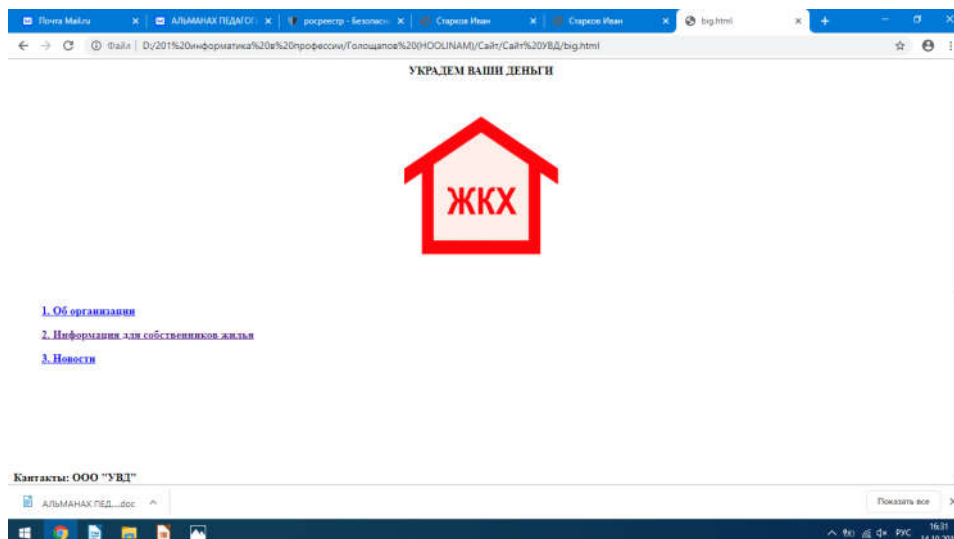 Почта Mail.ru
АЛЬМАНАХ ПЕДАГОГ
росреестр - Безопасн
Старков Иван
Старков Иван
big.html
Файл | D:/201%20информатика%20в%20профессии/Голощапов%20(HOOLINAM)/Сайт/Сайт%20УВД/big.html
УКРАДЕМ ВАШИ ДЕНЬГИ
ЖКХ
1. Об организации
2. Информация для собственников жилья
3. Новости
Кантакты: ООО "УВД"
АЛЬМАНАХ ПЕД....doc
Показать все
РУС
16:31